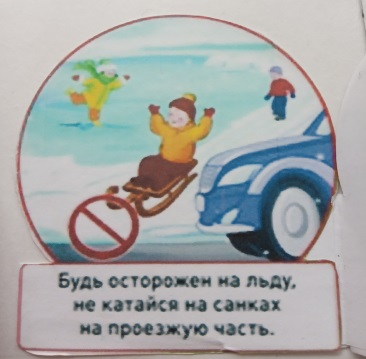 Будь осторожен на льду,
не катайся на санках
на проезжую часть.